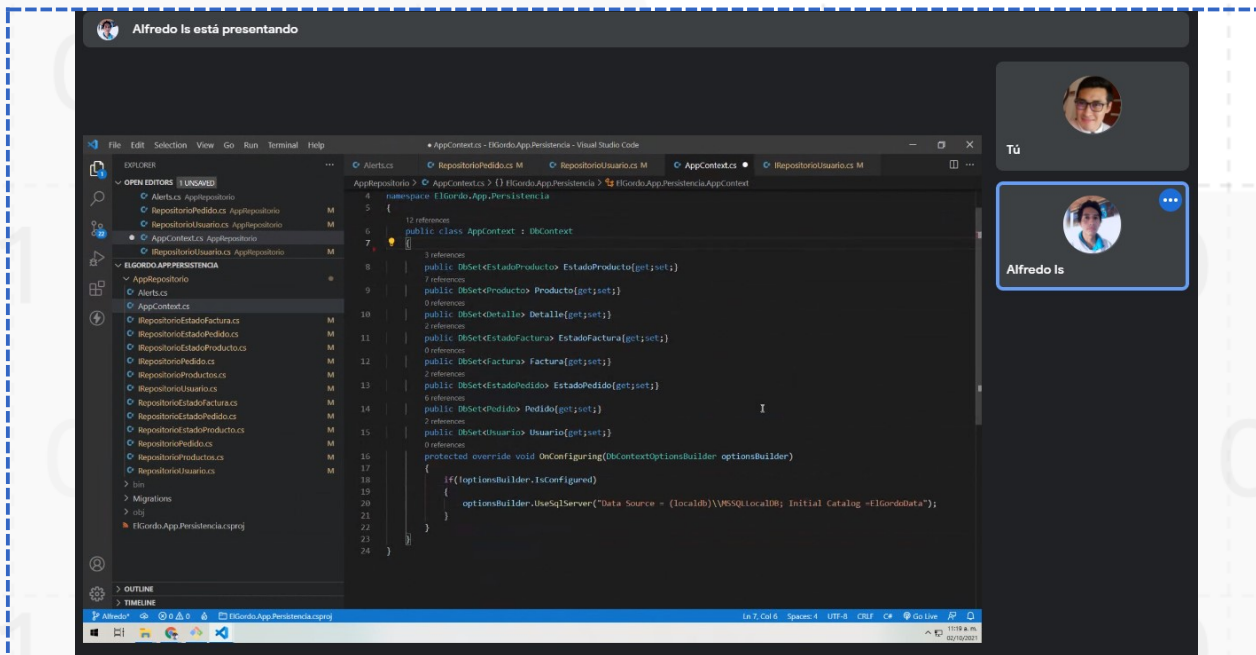 Alfredo Is está presentando
File Edit Selection View Go Run Terminal Help
● AppContext.cs - ElGordo.App.Persistencia - Visual Studio Code
EXPLORER
OPEN EDITORS 1 UNSAVED
Alerts.cs AppRepositorio
RepositorioPedido.cs AppRepositorio M
RepositorioUsuario.cs AppRepositorio M
● AppContext.cs AppRepositorio
IRepositorioUsuario.cs AppRepositorio M
ELGORDO.APP.PERSISTENCIA
AppRepositorio
Alerts.cs
AppContext.cs
IRepositorioEstadoFactura.cs M
IRepositorioEstadoPedido.cs M
IRepositorioEstadoProducto.cs M
IRepositorioPedido.cs M
IRepositorioProductos.cs M
IRepositorioUsuario.cs M
RepositorioEstadoFactura.cs M
RepositorioEstadoPedido.cs M
RepositorioEstadoProducto.cs M
RepositorioPedido.cs M
RepositorioProductos.cs M
RepositorioUsuario.cs M
> bin
> Migrations
> obj
ElGordo.App.Persistencia.csproj
> OUTLINE
> TIMELINE
Alerts.cs RepositorioPedido.cs M RepositorioUsuario.cs M AppContext.cs ● IRepositorioUsuario.cs M
AppRepositorio > AppContext.cs > {} ElGordo.App.Persistencia > ElGordo.App.Persistencia.AppContext
4 namespace ElGordo.App.Persistencia
5 {
12 references
6 public class AppContext : DbContext
7 {
3 references
8 public DbSet<EstadoProducto> EstadoProducto{get;set;}
7 references
9 public DbSet<Producto> Producto{get;set;}
0 references
10 public DbSet<Detalle> Detalle{get;set;}
2 references
11 public DbSet<EstadoFactura> EstadoFactura{get;set;}
0 references
12 public DbSet<Factura> Factura{get;set;}
2 references
13 public DbSet<EstadoPedido> EstadoPedido{get;set;}
6 references
14 public DbSet<Pedido> Pedido{get;set;}
2 references
15 public DbSet<Usuario> Usuario{get;set;}
0 references
16 protected override void OnConfiguring(DbContextOptionsBuilder optionsBuilder)
17 {
18 if(!optionsBuilder.IsConfigured)
19 {
20 optionsBuilder.UseSqlServer("Data Source = (localdb)\\MSSQLLocalDB; Initial Catalog =ElGordoData");
21 }
22 }
23 }
24 }
Alfredo* 0 0 0 ElGordo.App.Persistencia.csproj
Ln 7, Col 6 Spaces: 4 UTF-8 CRLF C# Go Live
11:19 a. m.
02/10/2021
Tú
Alfredo Is